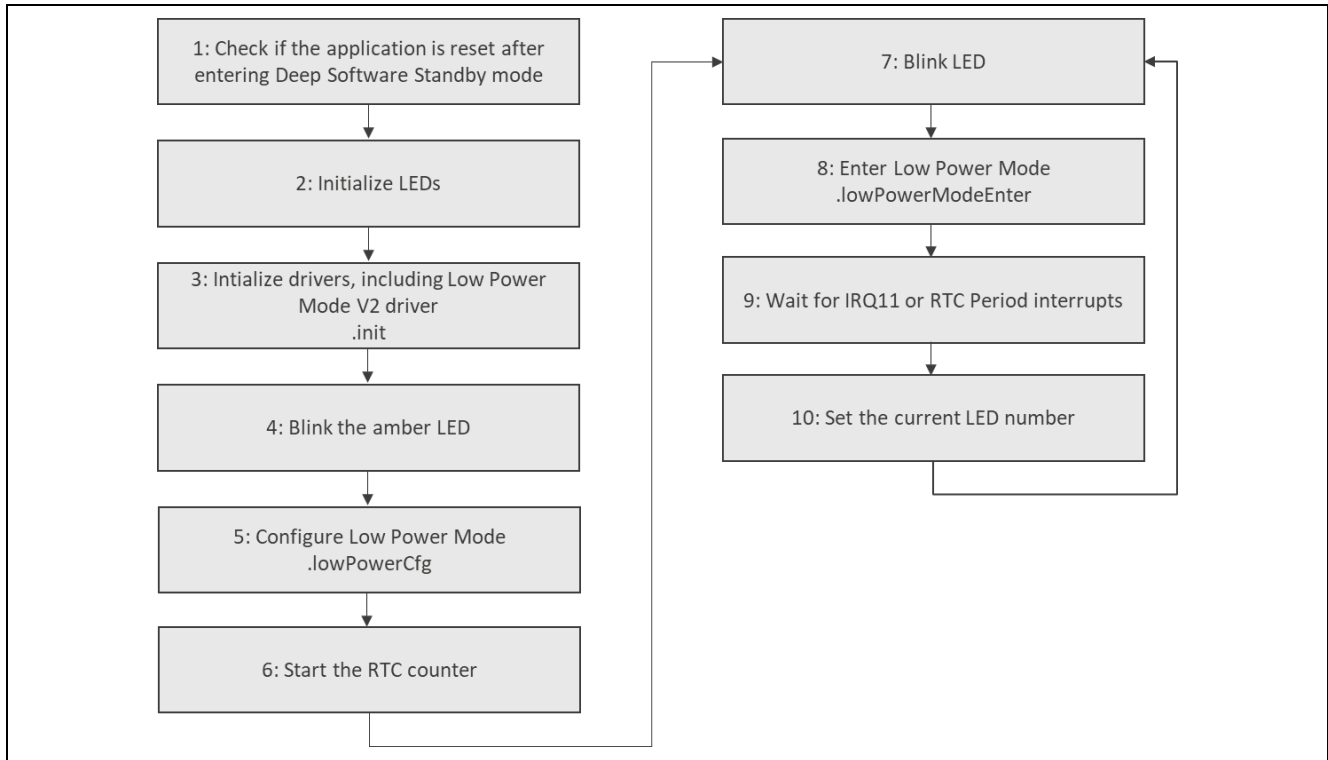 1: Check if the application is reset after
entering Deep Software Standby mode
2: Initialize LEDs
3: Intialize drivers, including Low Power
Mode V2 driver
.init
4: Blink the amber LED
5: Configure Low Power Mode
.lowPowerCfg
6: Start the RTC counter
7: Blink LED
8: Enter Low Power Mode
.lowPowerModeEnter
9: Wait for IRQ11 or RTC Period interrupts
10: Set the current LED number